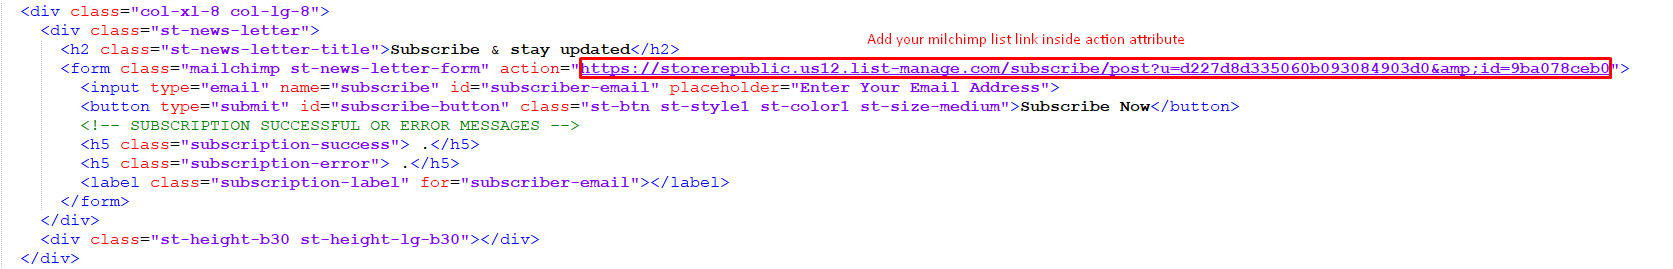 <div class="col-xl-8 col-lg-8">
<div class="st-news-letter">
<h2 class="st-news-letter-title">Subscribe & stay updated</h2>
Add your milchimp list link inside action attribute
<form class="mailchimp st-news-letter-form" action="https://storerepublic.us12.list-manage.com/subscribe/post?u=d227d8d335060b093084903d0&amp;id=9ba078ceb0">
<input type="email" name="subscribe" id="subscriber-email" placeholder="Enter Your Email Address">
<button type="submit" id="subscribe-button" class="st-btn st-style1 st-color1 st-size-medium">Subscribe Now</button>
<!-- SUBSCRIPTION SUCCESSFUL OR ERROR MESSAGES -->
<h5 class="subscription-success"> .</h5>
<h5 class="subscription-error"> .</h5>
<label class="subscription-label" for="subscriber-email"></label>
</form>
</div>
<div class="st-height-b30 st-height-lg-b30"></div>
</div>